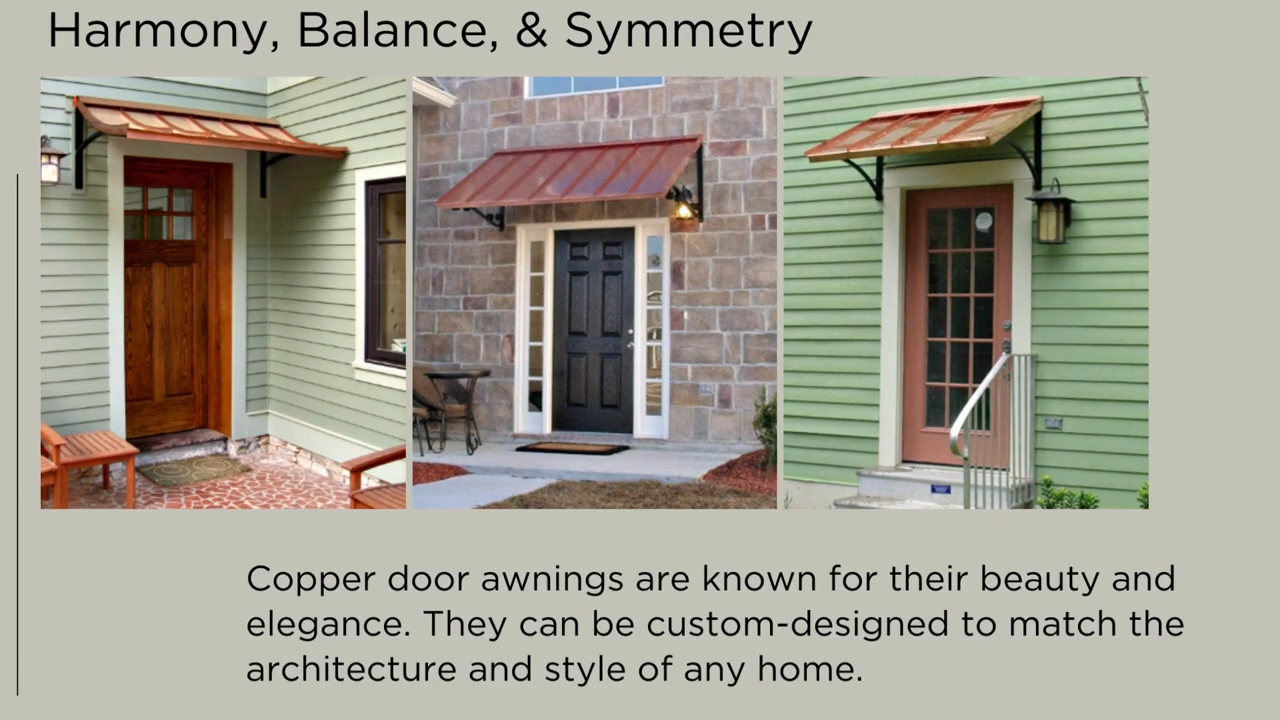 Harmony, Balance, & Symmetry
Copper door awnings are known for their beauty and
elegance. They can be custom-designed to match the
architecture and style of any home.